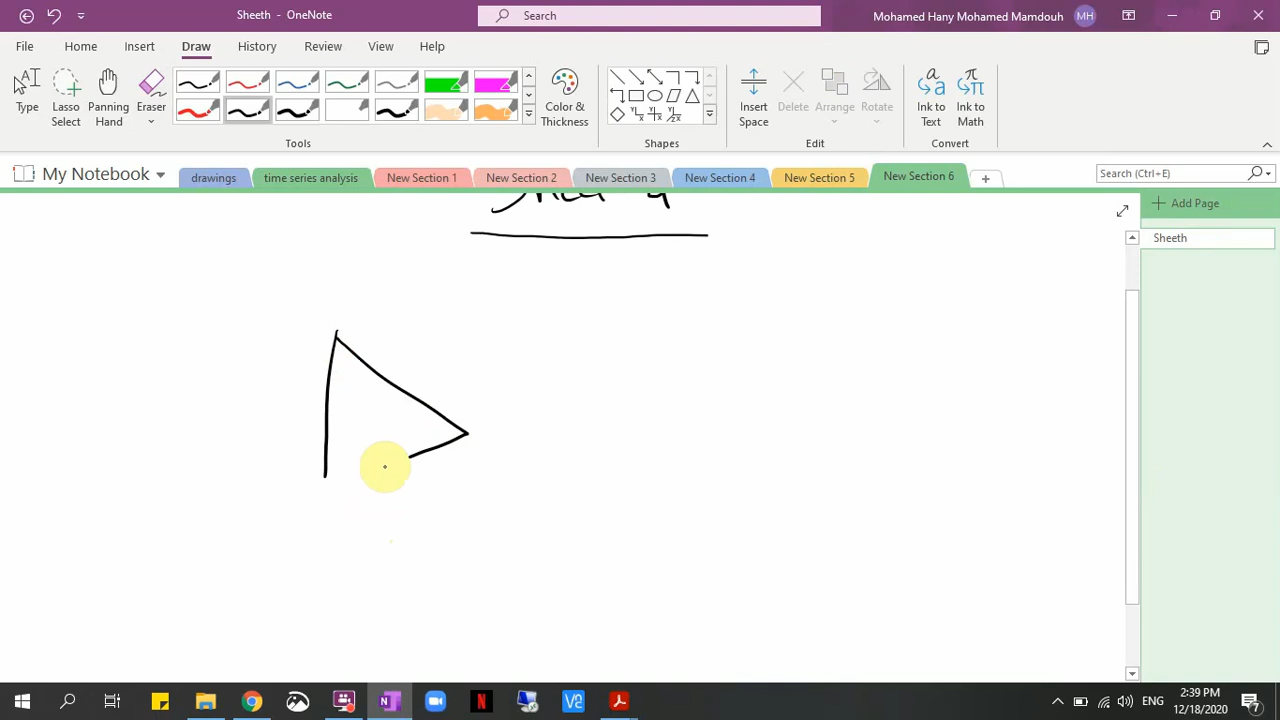 Sheeth - OneNote
Search
Mohamed Hany Mohamed Mamdouh
MH
File
Home
Insert
Draw
History
Review
View
Help
Type
Lasso
Select
Panning
Hand
Eraser
Color &
Thickness
Insert
Space
Delete
Arrange
Rotate
Ink to
Text
Ink to
Math
Tools
Shapes
Edit
Convert
My Notebook
drawings
time series analysis
New Section 1
New Section 2
New Section 3
New Section 4
New Section 5
New Section 6
Search (Ctrl+E)
Add Page
Sheeth
ENG
2:39 PM
12/18/2020
7